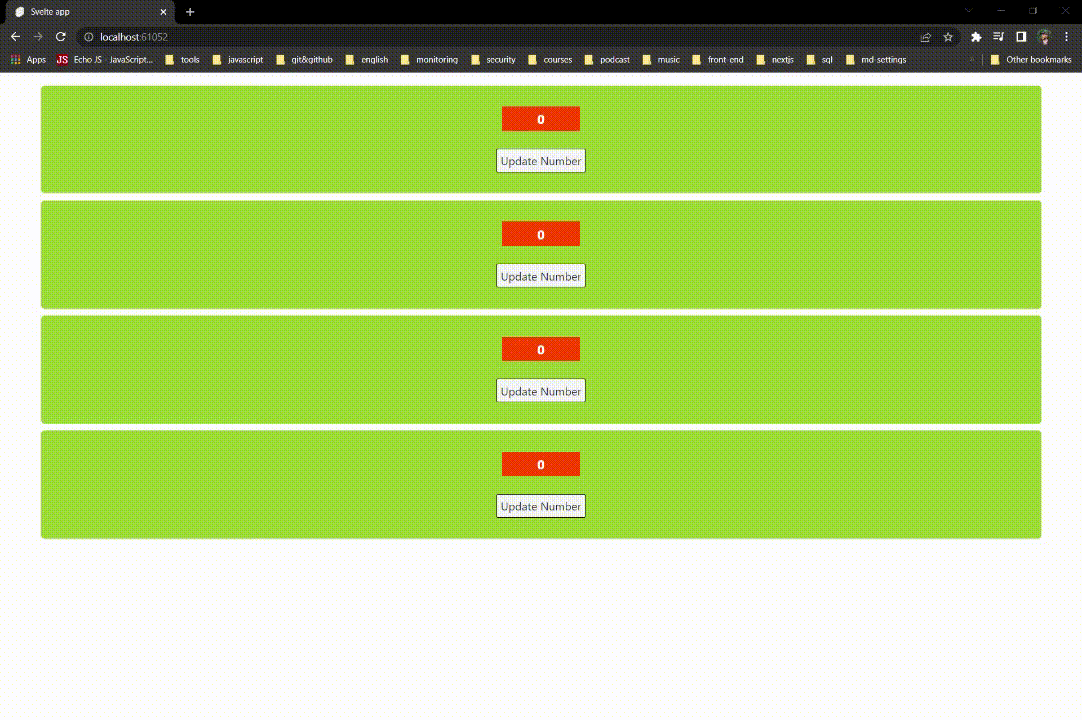 Svelte app
localhost:61052
Apps Echo JS - JavaScript... tools javascript git&github english monitoring security courses podcast music front-end nextjs sql md-settings Other bookmarks
0
Update Number
0
Update Number
0
Update Number
0
Update Number